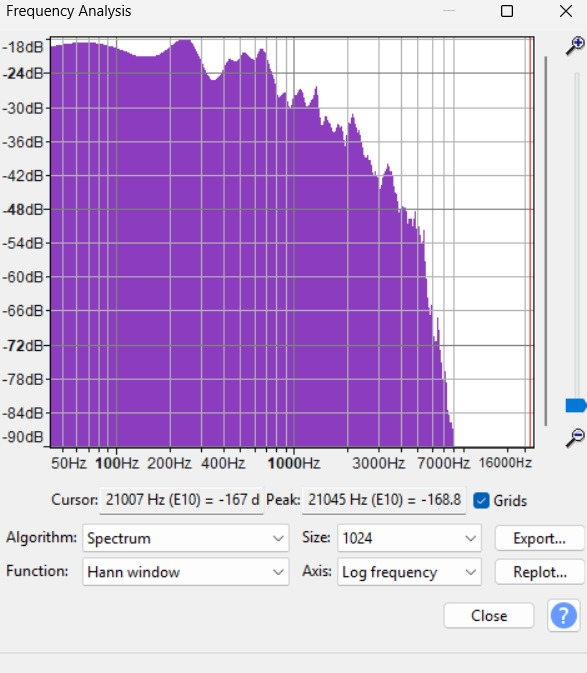 Frequency Analysis
-18dB
-24dB
-30dB
-36dB
-42dB
-48dB
-54dB
-60dB
-66dB
-72dB
-78dB
-84dB
-90dB
50Hz 100Hz 200Hz 400Hz 1000Hz 3000Hz 7000Hz 16000Hz
Cursor: 21007 Hz (E10) = -167 d Peak: 21045 Hz (E10) = -168.8 Grids
Algorithm: Spectrum Size: 1024 Export...
Function: Hann window Axis: Log frequency Replot...
Close ?